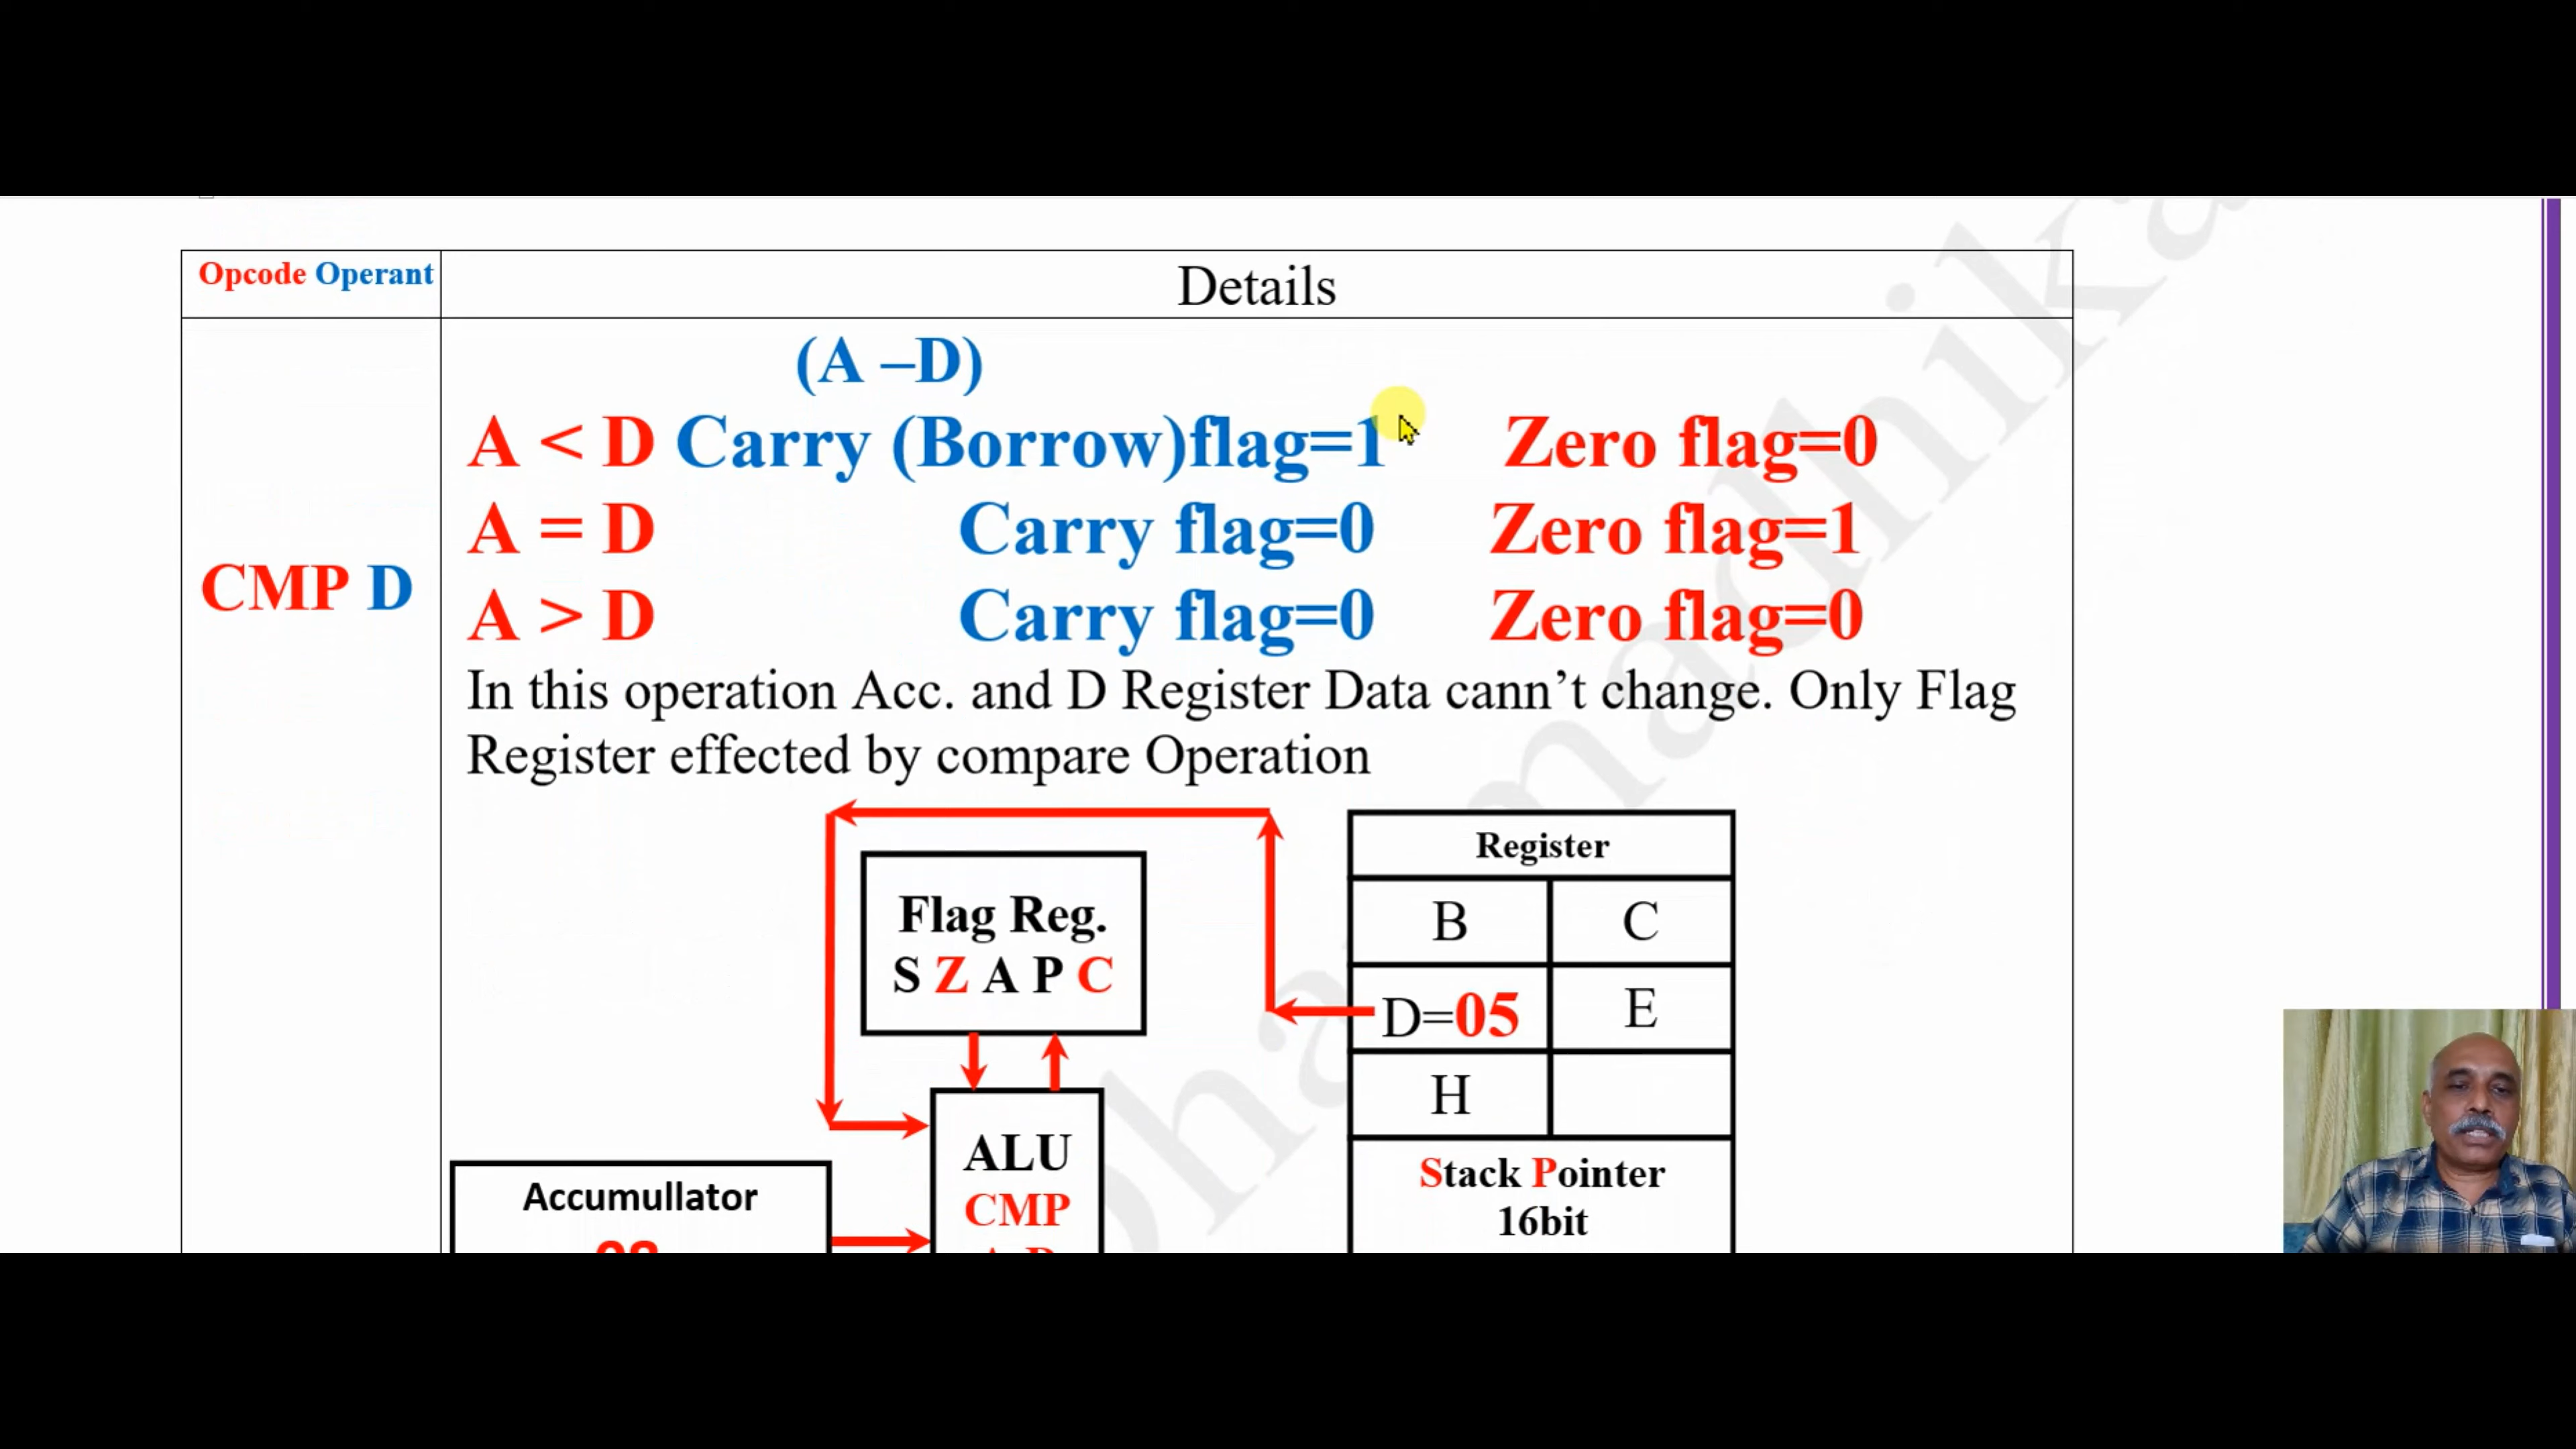 Opcode Operant
Details
(A –D)
A < D Carry (Borrow)flag=1 Zero flag=0
A = D Carry flag=0 Zero flag=1
CMP D
A > D Carry flag=0 Zero flag=0
In this operation Acc. and D Register Data cann’t change. Only Flag
Register effected by compare Operation
Register
Flag Reg.
S Z A P C
B C
D=05 E
H
ALU
CMP
Accumullator
Stack Pointer
16bit